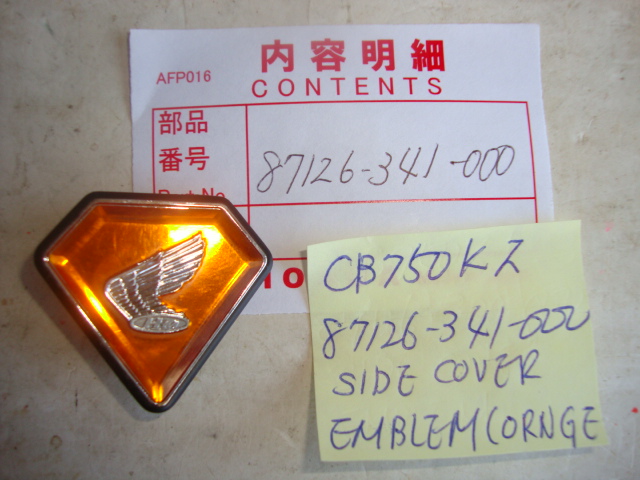 内容明細
AFP016
CONTENTS
部品
番号
87126-341-000
CB750KZ
87126-341-000
SIDE COVER
EMBLEM(ORNGE